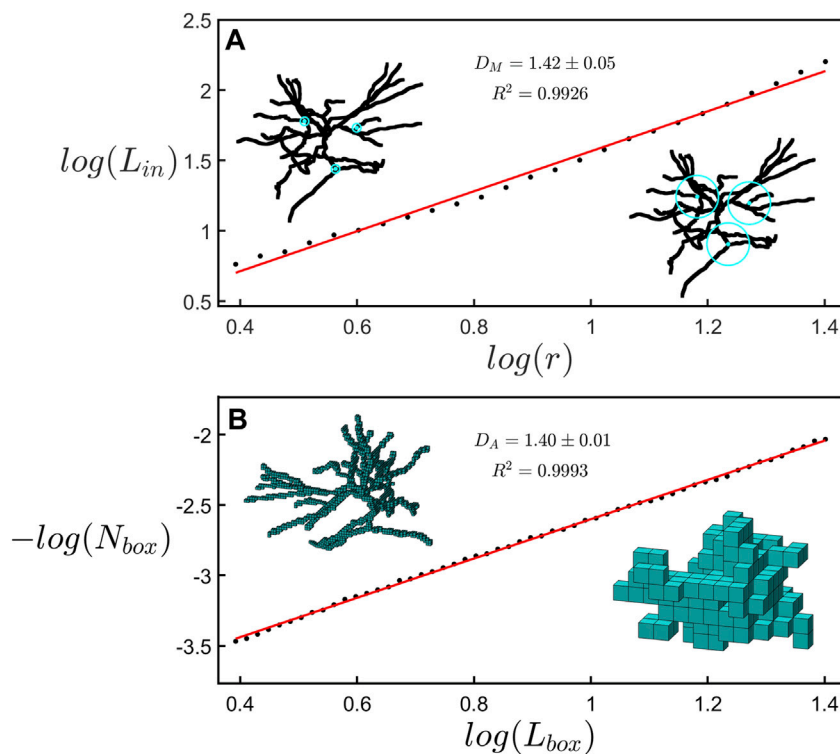 A
2.5
2
1.5
1
0.5
log(L_in)
D_M = 1.42 ± 0.05
R² = 0.9926
0.4 0.6 0.8 1 1.2 1.4
log(r)
B
-2
-2.5
-3
-3.5
−log(N_box)
D_A = 1.40 ± 0.01
R² = 0.9993
0.4 0.6 0.8 1 1.2 1.4
log(L_box)